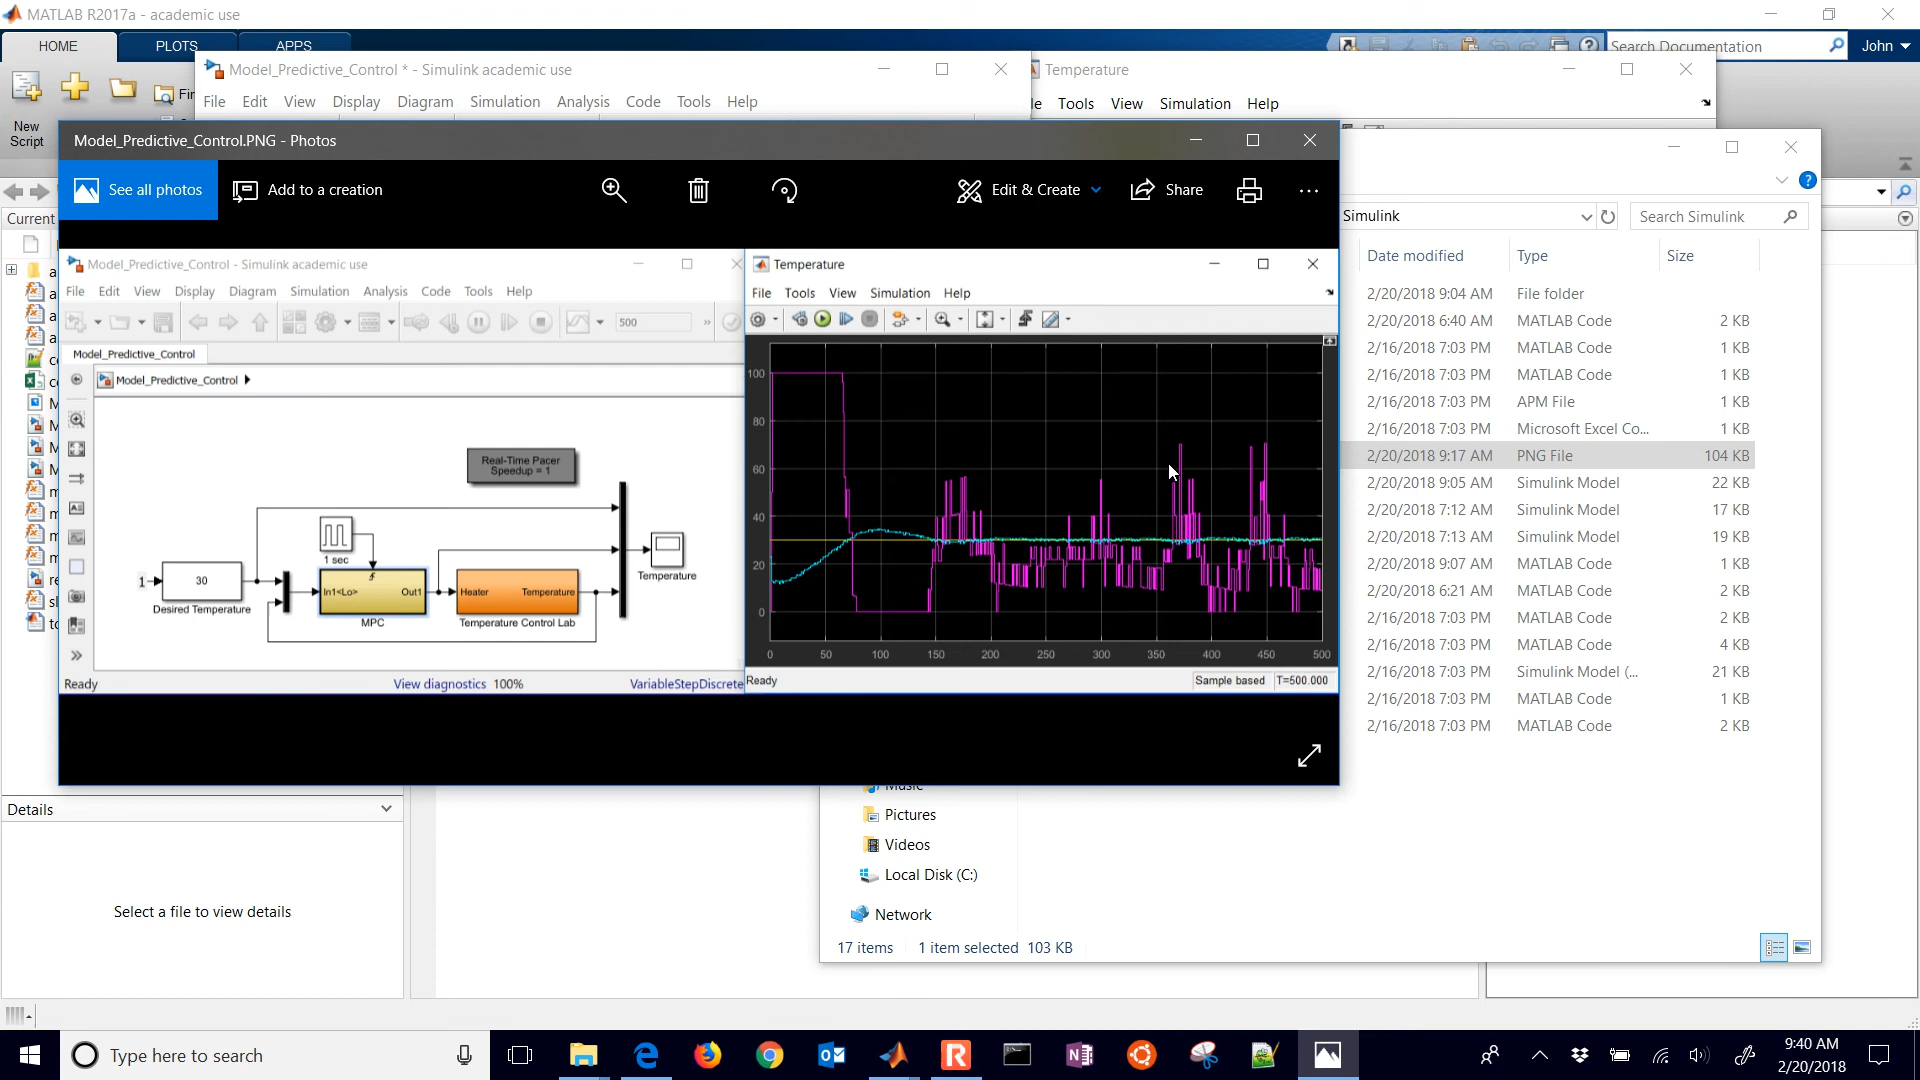 MATLAB R2017a - academic use
HOME PLOTS APPS
Search Documentation John
New
Script
Model_Predictive_Control * - Simulink academic use
File Edit View Display Diagram Simulation Analysis Code Tools Help
Temperature
Tools View Simulation Help
Model_Predictive_Control.PNG - Photos
See all photos Add to a creation Edit & Create Share
Current
Simulink Search Simulink
Date modified Type Size
2/20/2018 9:04 AM File folder
2/20/2018 6:40 AM MATLAB Code 2 KB
2/16/2018 7:03 PM MATLAB Code 1 KB
2/16/2018 7:03 PM MATLAB Code 1 KB
2/16/2018 7:03 PM APM File 1 KB
2/16/2018 7:03 PM Microsoft Excel Co... 1 KB
2/20/2018 9:17 AM PNG File 104 KB
2/20/2018 9:05 AM Simulink Model 22 KB
2/20/2018 7:12 AM Simulink Model 17 KB
2/20/2018 7:13 AM Simulink Model 19 KB
2/20/2018 9:07 AM MATLAB Code 1 KB
2/20/2018 6:21 AM MATLAB Code 2 KB
2/16/2018 7:03 PM MATLAB Code 2 KB
2/16/2018 7:03 PM MATLAB Code 4 KB
2/16/2018 7:03 PM Simulink Model (... 21 KB
2/16/2018 7:03 PM MATLAB Code 1 KB
2/16/2018 7:03 PM MATLAB Code 2 KB
Model_Predictive_Control - Simulink academic use
File Edit View Display Diagram Simulation Analysis Code Tools Help
500
Model_Predictive_Control
Model_Predictive_Control
Real-Time Pacer
Speedup = 1
1 sec
1
30
Desired Temperature
In1<Lo> Out1
MPC
Heater Temperature
Temperature Control Lab
Temperature
Ready View diagnostics 100% VariableStepDiscrete
Temperature
File Tools View Simulation Help
100
80
60
40
20
0
0 50 100 150 200 250 300 350 400 450 500
Ready Sample based T=500.000
Details
Select a file to view details
Music
Pictures
Videos
Local Disk (C:)
Network
17 items 1 item selected 103 KB
Type here to search
9:40 AM
2/20/2018